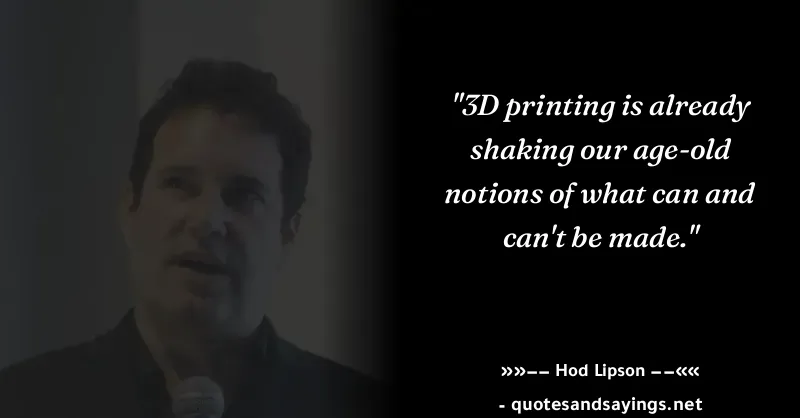 "3D printing is already
shaking our age-old
notions of what can and
can't be made."
»»–– Hod Lipson ––««
- quotesandsayings.net